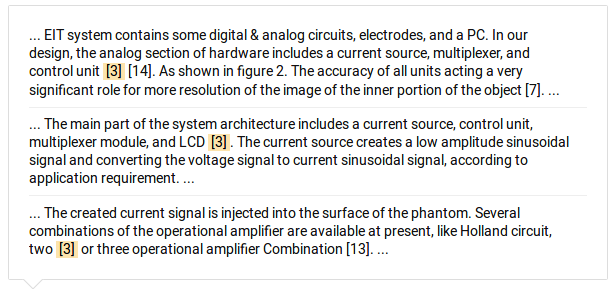 ... EIT system contains some digital & analog circuits, electrodes, and a PC. In our
design, the analog section of hardware includes a current source, multiplexer, and
control unit [3] [14]. As shown in figure 2. The accuracy of all units acting a very
significant role for more resolution of the image of the inner portion of the object [7]. ...
... The main part of the system architecture includes a current source, control unit,
multiplexer module, and LCD [3]. The current source creates a low amplitude sinusoidal
signal and converting the voltage signal to current sinusoidal signal, according to
application requirement. ...
... The created current signal is injected into the surface of the phantom. Several
combinations of the operational amplifier are available at present, like Holland circuit,
two [3] or three operational amplifier Combination [13]. ...